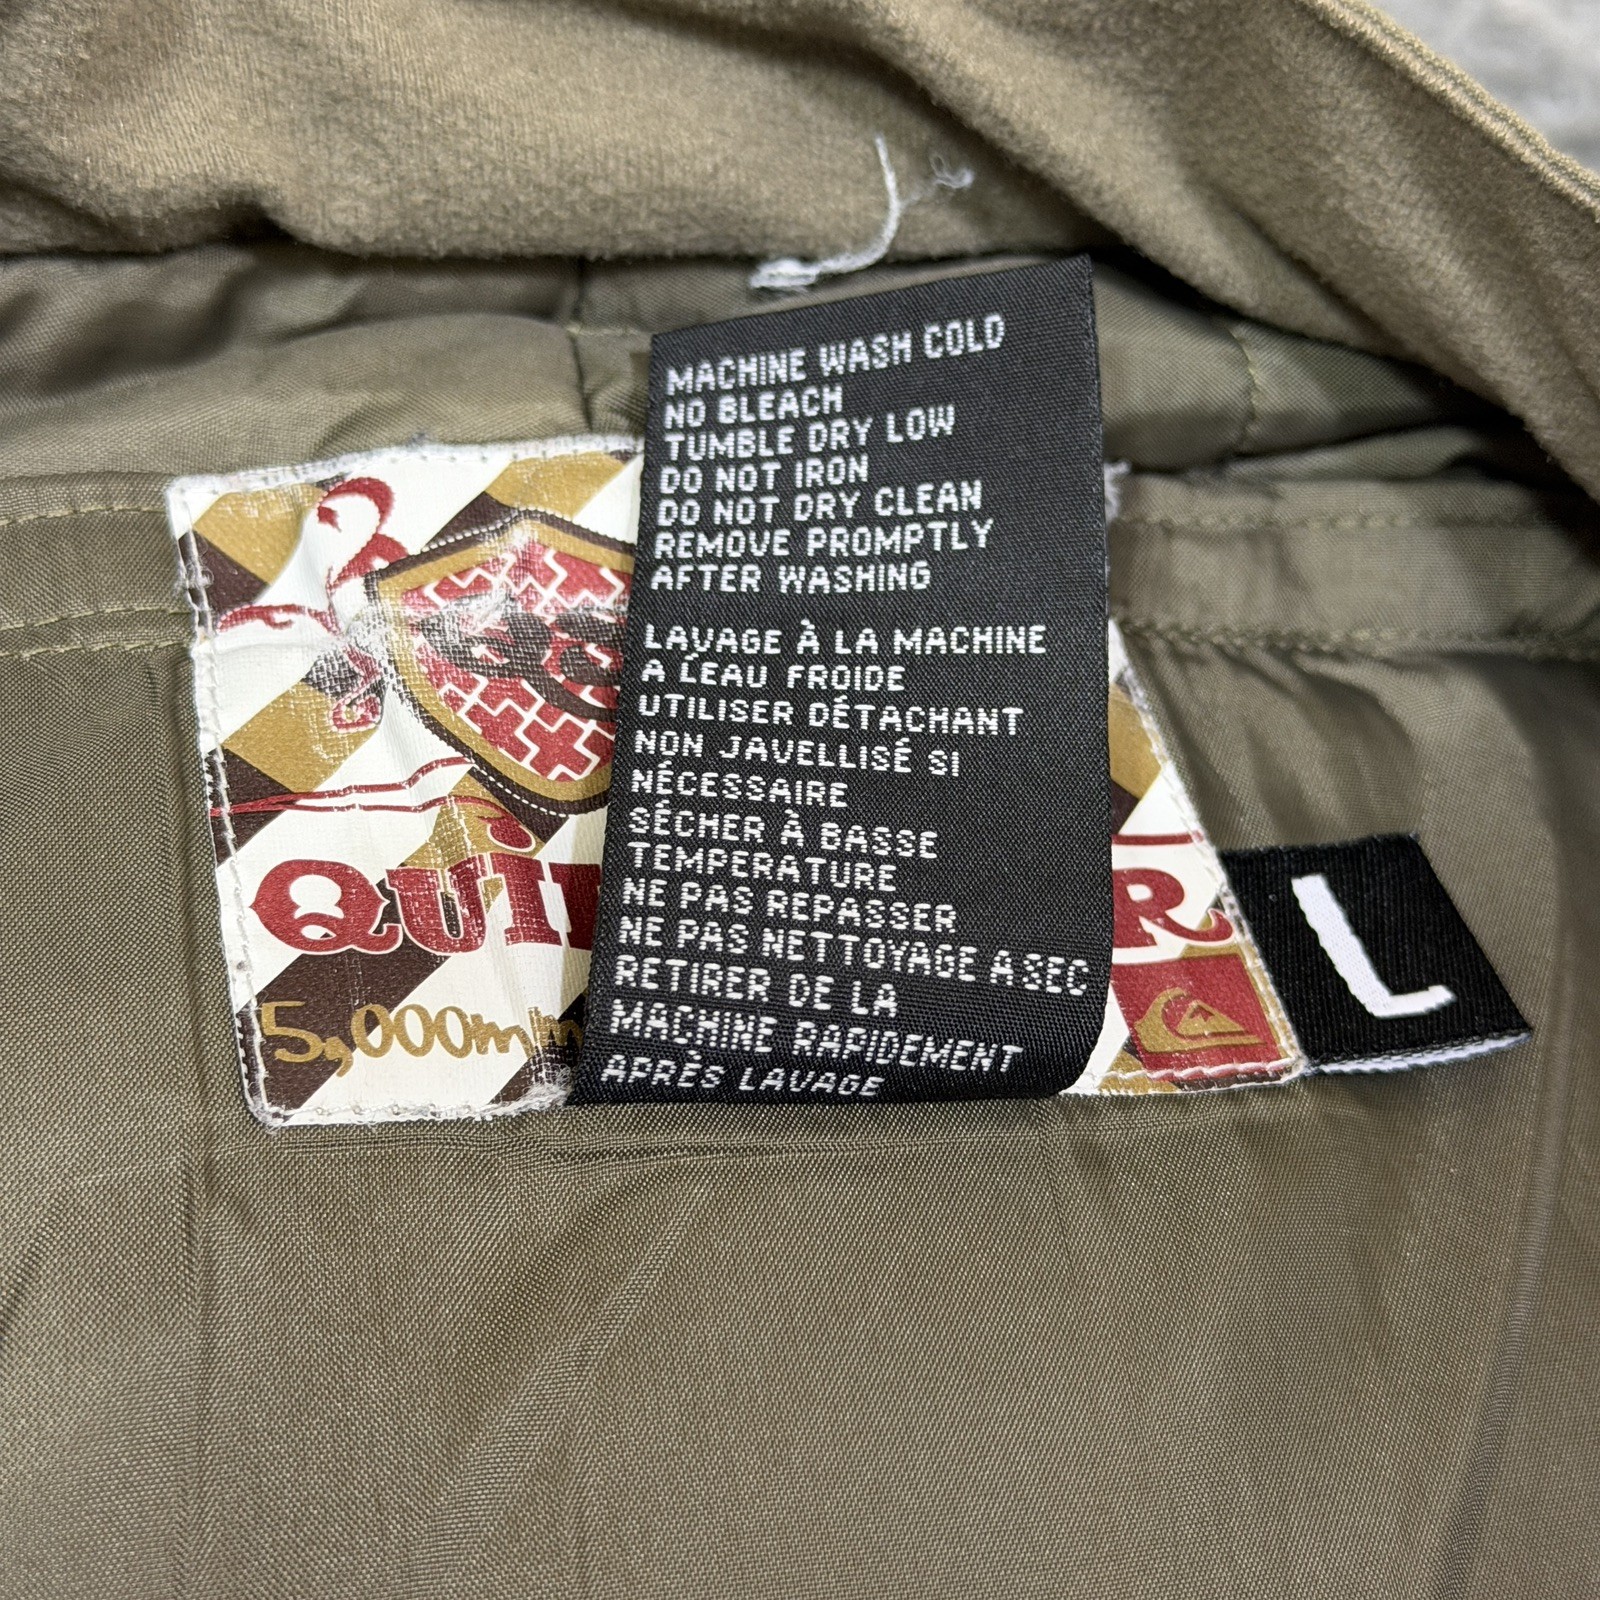 MACHINE WASH COLD
NO BLEACH
TUMBLE DRY LOW
DO NOT IRON
DO NOT DRY CLEAN
REMOVE PROMPTLY
AFTER WASHING
LAVAGE À LA MACHINE
A L'EAU FROIDE
UTILISER DÉTACHANT
NON JAVELLISÉ SI
NÉCESSAIRE
SÉCHER À BASSE
TEMPERATURE
NE PAS REPASSER
NE PAS NETTOYAGE A SEC
RETIRER DE LA
MACHINE RAPIDEMENT
APRÈS LAVAGE
5,000m/m
L